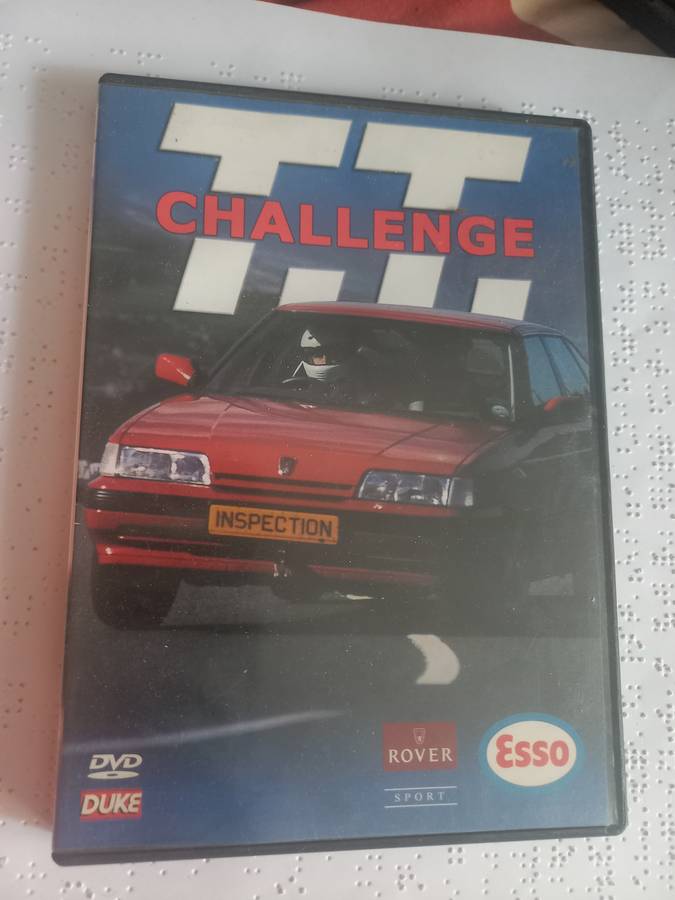 T.T.
CHALLENGE
INSPECTION
DVD
DUKE
ROVER
SPORT
Esso